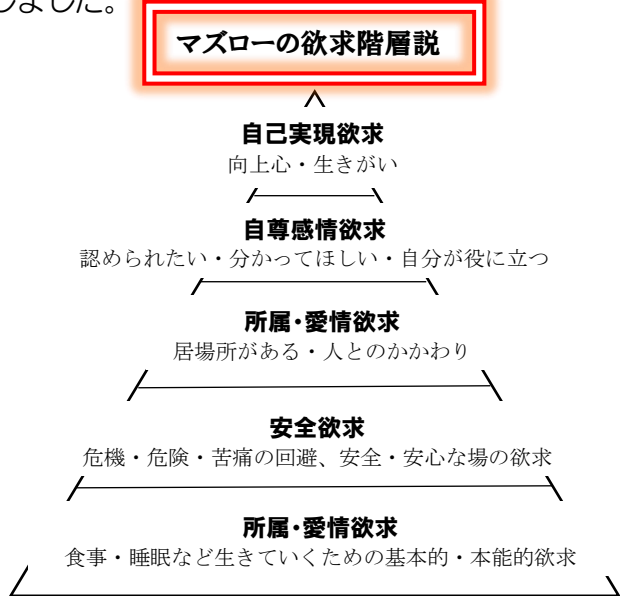 しました。
マズローの欲求階層説
自己実現欲求
向上心・生きがい
自尊感情欲求
認められたい・分かってほしい・自分が役に立つ
所属・愛情欲求
居場所がある・人とのかかわり
安全欲求
危機・危険・苦痛の回避、安全・安心な場の欲求
所属・愛情欲求
食事・睡眠など生きていくための基本的・本能的欲求